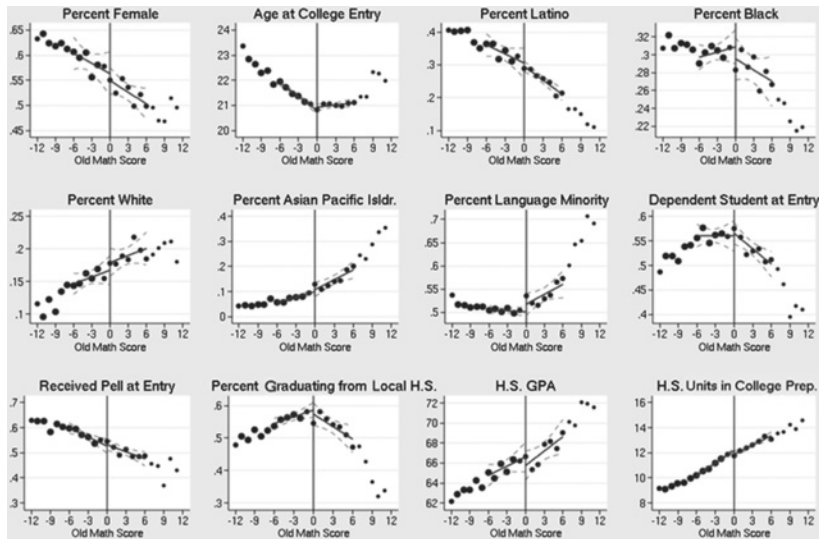 Percent Female
.65
.6
.55
.5
.45
-12 -9 -6 -3 0 3 6 9 12
Old Math Score
Age at College Entry
24
23
22
21
20
-12 -9 -6 -3 0 3 6 9 12
Old Math Score
Percent Latino
.4
.3
.2
.1
-12 -9 -6 -3 0 3 6 9 12
Old Math Score
Percent Black
.32
.3
.28
.26
.24
.22
-12 -9 -6 -3 0 3 6 9 12
Old Math Score
Percent White
.25
.2
.15
.1
-12 -9 -6 -3 0 3 6 9 12
Old Math Score
Percent Asian Pacific Isldr.
.4
.3
.2
.1
0
-12 -9 -6 -3 0 3 6 9 12
Old Math Score
Percent Language Minority
.7
.65
.6
.55
.5
-12 -9 -6 -3 0 3 6 9 12
Old Math Score
Dependent Student at Entry
.6
.55
.5
.45
.4
-12 -9 -6 -3 0 3 6 9 12
Old Math Score
Received Pell at Entry
.7
.6
.5
.4
.3
-12 -9 -6 -3 0 3 6 9 12
Old Math Score
Percent Graduating from Local H.S.
.6
.5
.4
.3
-12 -9 -6 -3 0 3 6 9 12
Old Math Score
H.S. GPA
72
70
68
66
64
62
-12 -9 -6 -3 0 3 6 9 12
Old Math Score
H.S. Units in College Prep.
16
14
12
10
8
-12 -9 -6 -3 0 3 6 9 12
Old Math Score